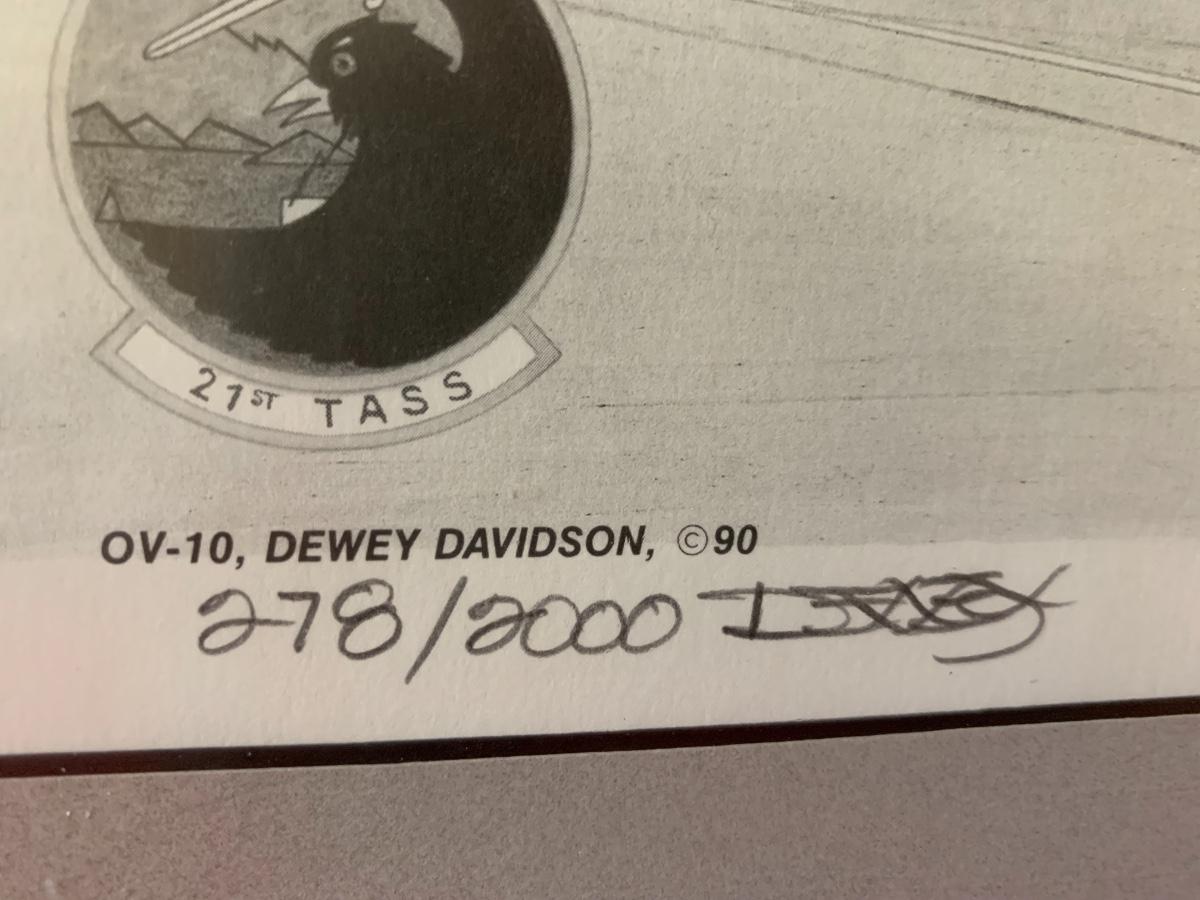 21ST TASS
OV-10, DEWEY DAVIDSON, ©90
278/2000